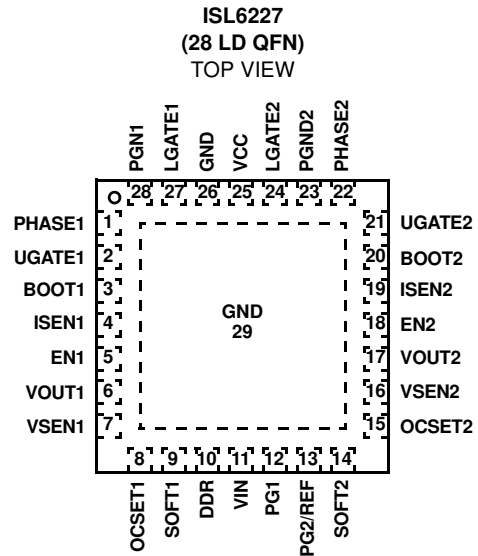 ISL6227
(28 LD QFN)
TOP VIEW
PGN1
LGATE1
GND
VCC
LGATE2
PGND2
PHASE2
28
27
26
25
24
23
22
PHASE1 1
UGATE1 2
BOOT1 3
ISEN1 4
EN1 5
VOUT1 6
VSEN1 7
GND
29
21 UGATE2
20 BOOT2
19 ISEN2
18 EN2
17 VOUT2
16 VSEN2
15 OCSET2
8
9
10
11
12
13
14
OCSET1
SOFT1
DDR
VIN
PG1
PG2/REF
SOFT2